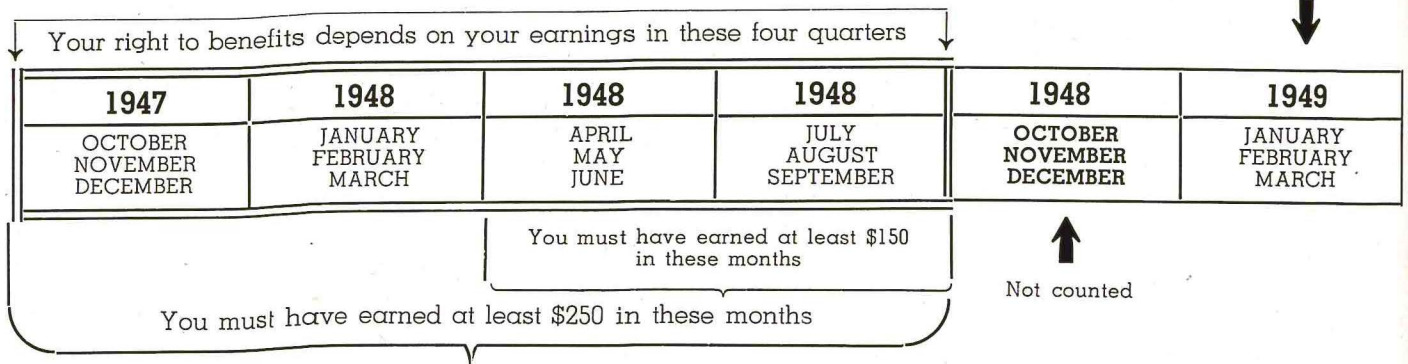 Your right to benefits depends on your earnings in these four quarters
1947
OCTOBER
NOVEMBER
DECEMBER
1948
JANUARY
FEBRUARY
MARCH
1948
APRIL
MAY
JUNE
1948
JULY
AUGUST
SEPTEMBER
1948
OCTOBER
NOVEMBER
DECEMBER
1949
JANUARY
FEBRUARY
MARCH
You must have earned at least $150
in these months
Not counted
You must have earned at least $250 in these months